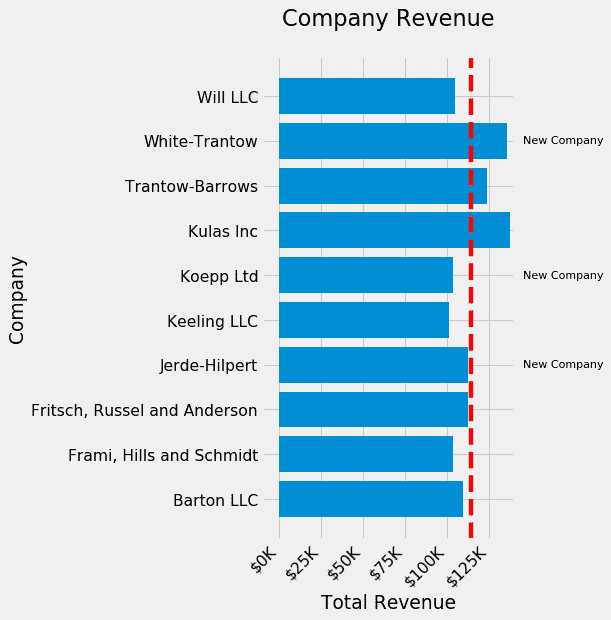 Company Revenue
Will LLC
White-Trantow
New Company
Trantow-Barrows
Kulas Inc
Koepp Ltd
New Company
Keeling LLC
Jerde-Hilpert
New Company
Fritsch, Russel and Anderson
Frami, Hills and Schmidt
Barton LLC
Company
$0K
$25K
$50K
$75K
$100K
$125K
Total Revenue